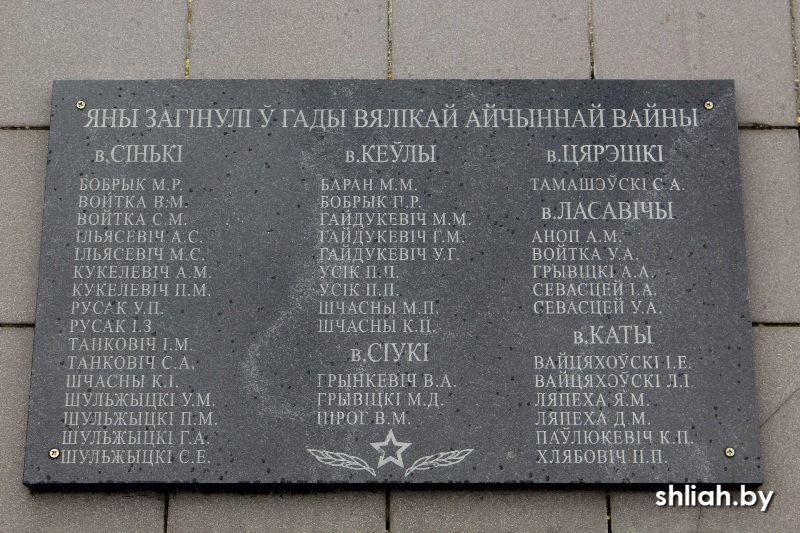 ЯНЫ ЗАГІНУЛІ Ў ГАДЫ ВЯЛІКАЙ АЙЧЫННАЙ ВАЙНЫ
в.СІНЬКІ
БОБРЫК М.Р.
ВОЙТКА В.М.
ВОЙТКА С.М.
ІЛЬЯСЕВІЧ А.С.
ІЛЬЯСЕВІЧ М.С.
КУКЕЛЕВІЧ А.М.
КУКЕЛЕВІЧ П.М.
РУСАК У.П.
РУСАК І.З.
ТАНКОВІЧ І.М.
ТАНКОВІЧ С.А.
ШЧАСНЫ К.І.
ШУЛЬЖЫЦКІ У.М.
ШУЛЬЖЫЦКІ П.М.
ШУЛЬЖЫЦКІ Г.А.
ШУЛЬЖЫЦКІ С.Е.
в.КЕЎЛЫ
БАРАН М.М.
БОБРЫК П.Р.
ГАЙДУКЕВІЧ М.М.
ГАЙДУКЕВІЧ Г.М.
ГАЙДУКЕВІЧ У.Г.
УСІК П.П.
УСІК П.П.
ШЧАСНЫ М.П.
ШЧАСНЫ К.П.
в.СІУКІ
ГРЫНКЕВІЧ В.А.
ГРЫВІЦКІ М.Д.
ПІРОГ В.М.
в.ЦЯРЭШКІ
ТАМАШЭЎСКІ С.А.
в.ЛАСАВІЧЫ
АНОП А.М.
ВОЙТКА У.А.
ГРЫВІЦКІ А.А.
СЕВАСЦЕЙ І.А.
СЕВАСЦЕЙ У.А.
в.КАТЫ
ВАЙЦЯХОЎСКІ І.Е.
ВАЙЦЯХОЎСКІ Л.І.
ЛЯПЕХА Я.М.
ЛЯПЕХА Д.М.
ПАЎЛЮКЕВІЧ К.П.
ХЛЯБОВІЧ Н.П.
shliah.by